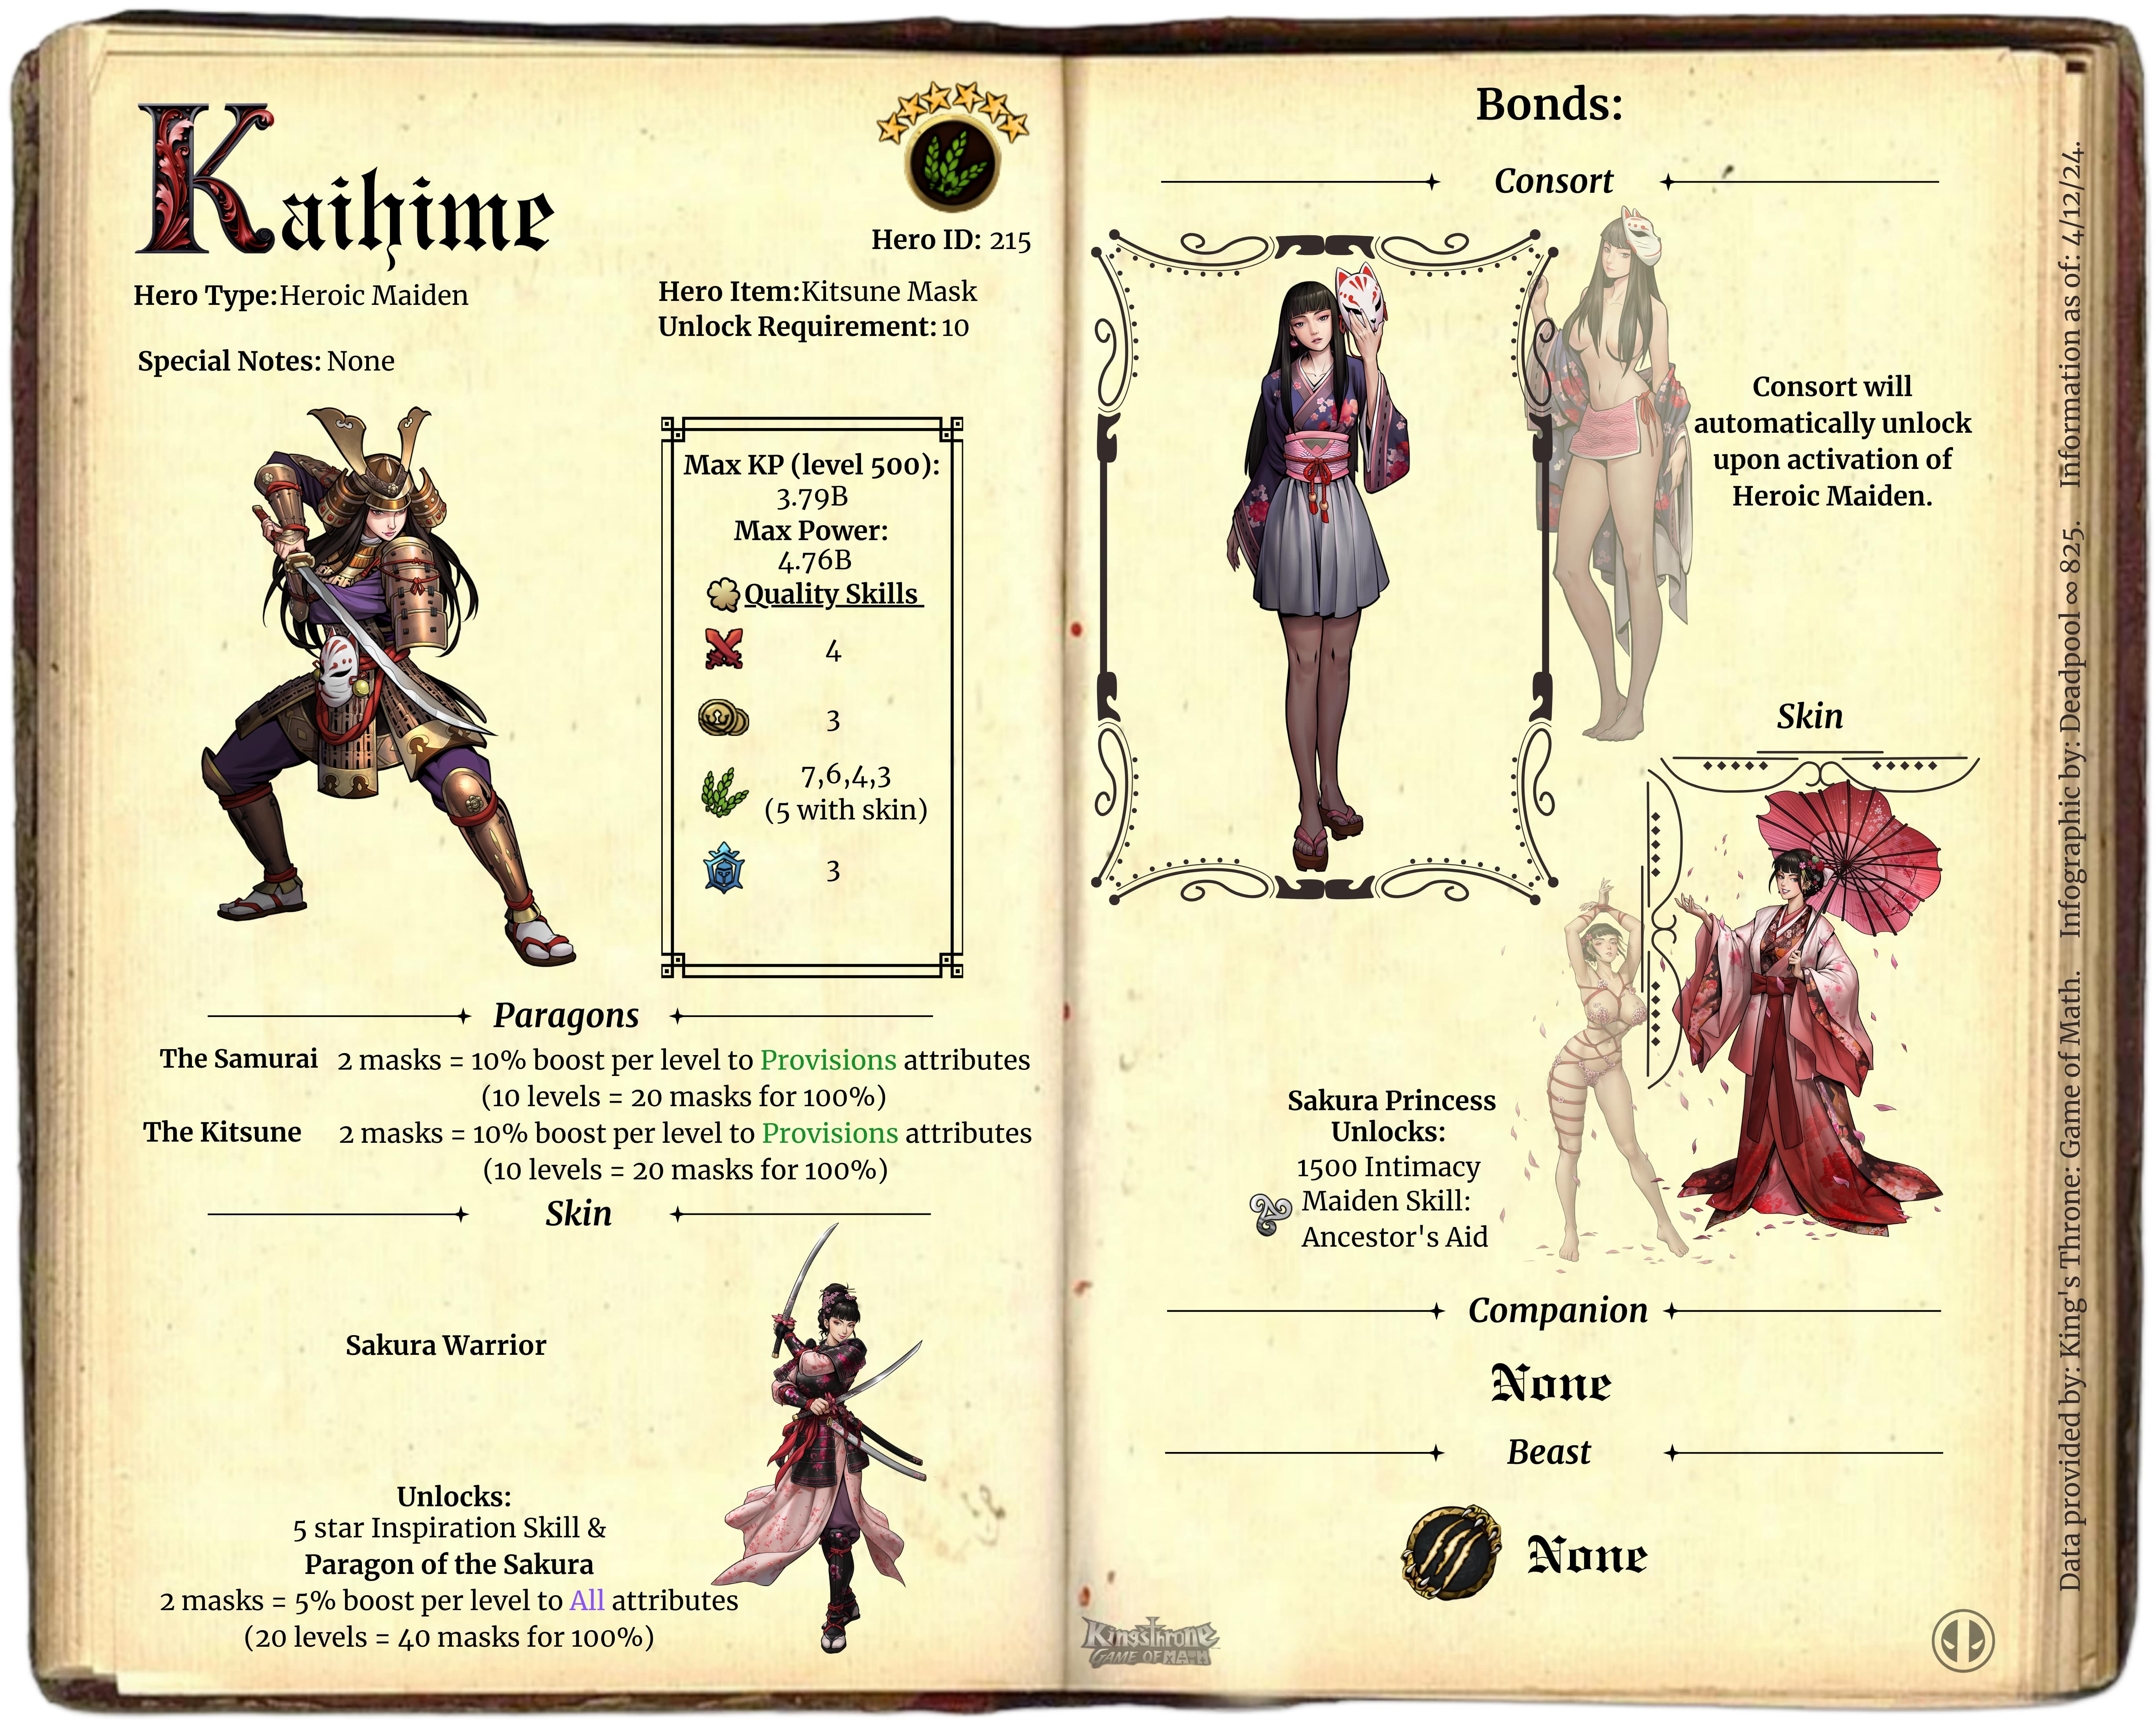 Kaihime
Hero ID: 215
Hero Type:Heroic Maiden
Hero Item:Kitsune Mask
Unlock Requirement: 10
Special Notes: None
Max KP (level 500):
3.79B
Max Power:
4.76B
Quality Skills
4
3
7,6,4,3
(5 with skin)
3
Paragons
The Samurai 2 masks = 10% boost per level to Provisions attributes
(10 levels = 20 masks for 100%)
The Kitsune 2 masks = 10% boost per level to Provisions attributes
(10 levels = 20 masks for 100%)
Skin
Sakura Warrior
Unlocks:
5 star Inspiration Skill &
Paragon of the Sakura
2 masks = 5% boost per level to All attributes
(20 levels = 40 masks for 100%)
Bonds:
Consort
Consort will
automatically unlock
upon activation of
Heroic Maiden.
Skin
Sakura Princess
Unlocks:
1500 Intimacy
Maiden Skill:
Ancestor's Aid
Companion
None
Beast
None
King's Throne
GAME OF MATH
Data provided by: King's Throne: Game of Math. Infographic by: Deadpool ∞ 825. Information as of: 4/12/24.